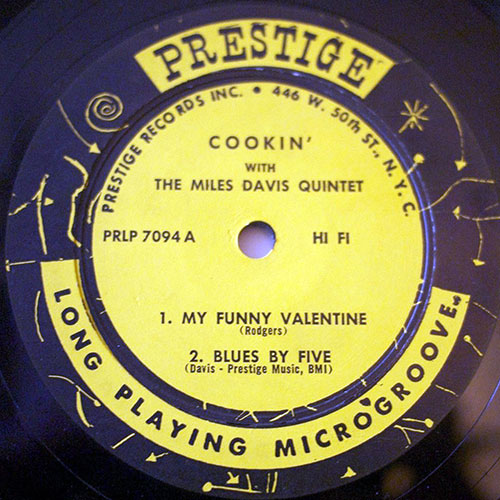 PRESTIGE
PRESTIGE RECORDS INC. • 446 W. 50th ST., N.Y.C.
COOKIN'
WITH
THE MILES DAVIS QUINTET
PRLP 7094 A HI FI
1. MY FUNNY VALENTINE
(Rodgers)
2. BLUES BY FIVE
(Davis - Prestige Music, BMI)
LONG PLAYING MICROGROOVE